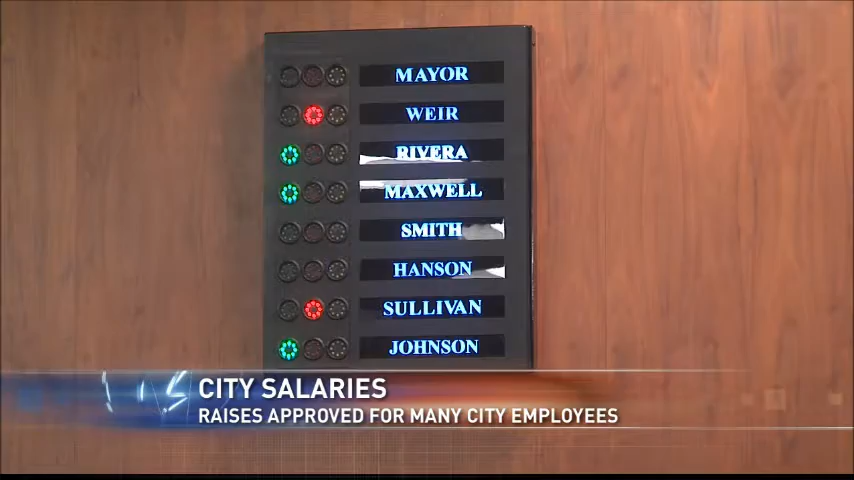 MAYOR
WEIR
RIVERA
MAXWELL
SMITH
HANSON
SULLIVAN
JOHNSON
CITY SALARIES
RAISES APPROVED FOR MANY CITY EMPLOYEES